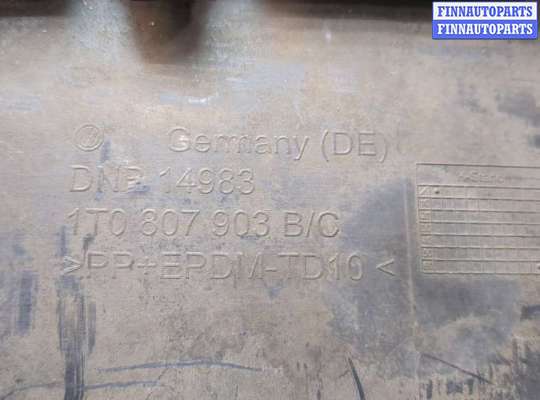 FINNAUTOPARTS
FINNAUTOPARTS
Germany (DE)
DNP 14983
1T0 807 903 B/C
>PP+EPDM-TD10<